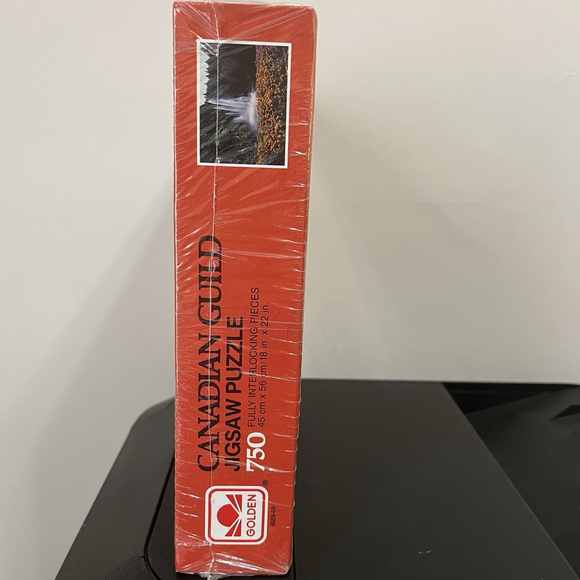 CANADIAN GUILD
JIGSAW PUZZLE
750 FULLY INTERLOCKING PIECES
45 cm x 56 cm/18 in. x 22 in.
GOLDEN
®